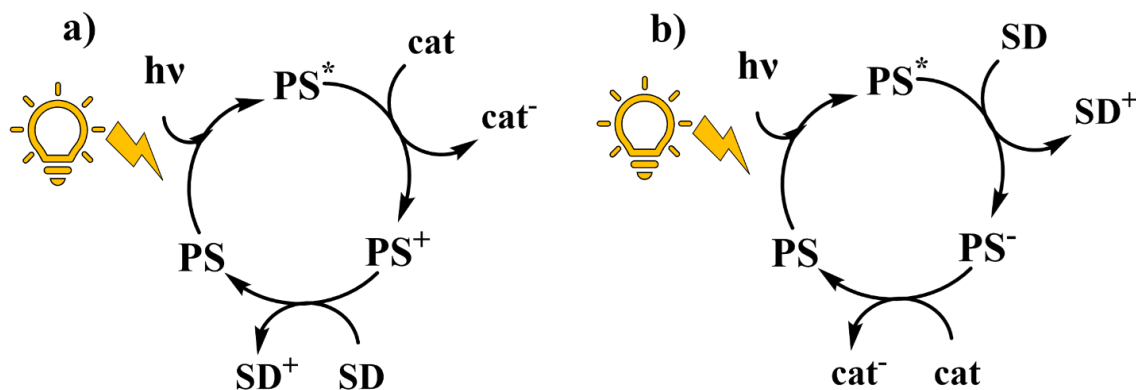 a)
hν
PS*
cat
cat-
PS+
PS
SD+
SD
b)
hν
PS*
SD
SD+
PS-
PS
cat-
cat